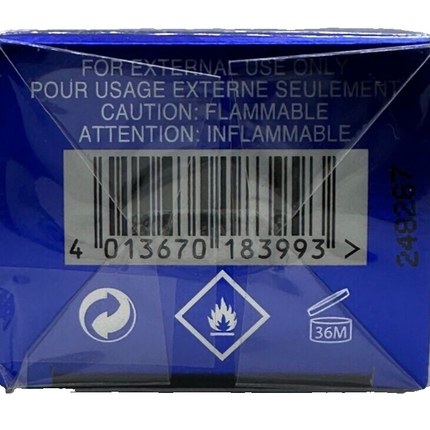 FOR EXTERNAL USE ONLY
POUR USAGE EXTERNE SEULEMENT
CAUTION: FLAMMABLE
ATTENTION: INFLAMMABLE
4 013670 183993 >
248267
36M